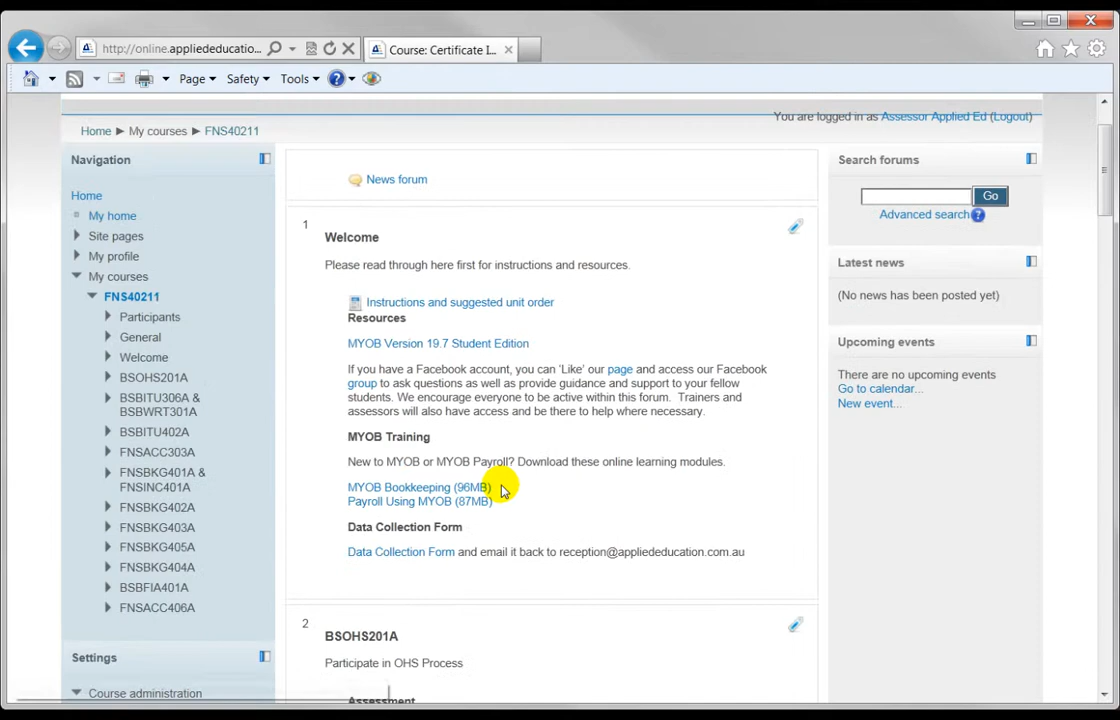 http://online.appliededucatio...
Course: Certificate I...
Page
Safety
Tools
You are logged in as Assessor Applied Ed (Logout)
Home ► My courses ► FNS40211
Navigation
Home
My home
Site pages
My profile
My courses
FNS40211
Participants
General
Welcome
BSOHS201A
BSBITU306A &
BSBWRT301A
BSBITU402A
FNSACC303A
FNSBKG401A &
FNSINC401A
FNSBKG402A
FNSBKG403A
FNSBKG405A
FNSBKG404A
BSBFIA401A
FNSACC406A
Settings
Course administration
News forum
1
Welcome
Please read through here first for instructions and resources.
Instructions and suggested unit order
Resources
MYOB Version 19.7 Student Edition
If you have a Facebook account, you can 'Like' our page and access our Facebook
group to ask questions as well as provide guidance and support to your fellow
students. We encourage everyone to be active within this forum. Trainers and
assessors will also have access and be there to help where necessary.
MYOB Training
New to MYOB or MYOB Payroll? Download these online learning modules.
MYOB Bookkeeping (96MB)
Payroll Using MYOB (87MB)
Data Collection Form
Data Collection Form and email it back to reception@appliededucation.com.au
2
BSOHS201A
Participate in OHS Process
Assessment
Search forums
Go
Advanced search
Latest news
(No news has been posted yet)
Upcoming events
There are no upcoming events
Go to calendar...
New event...